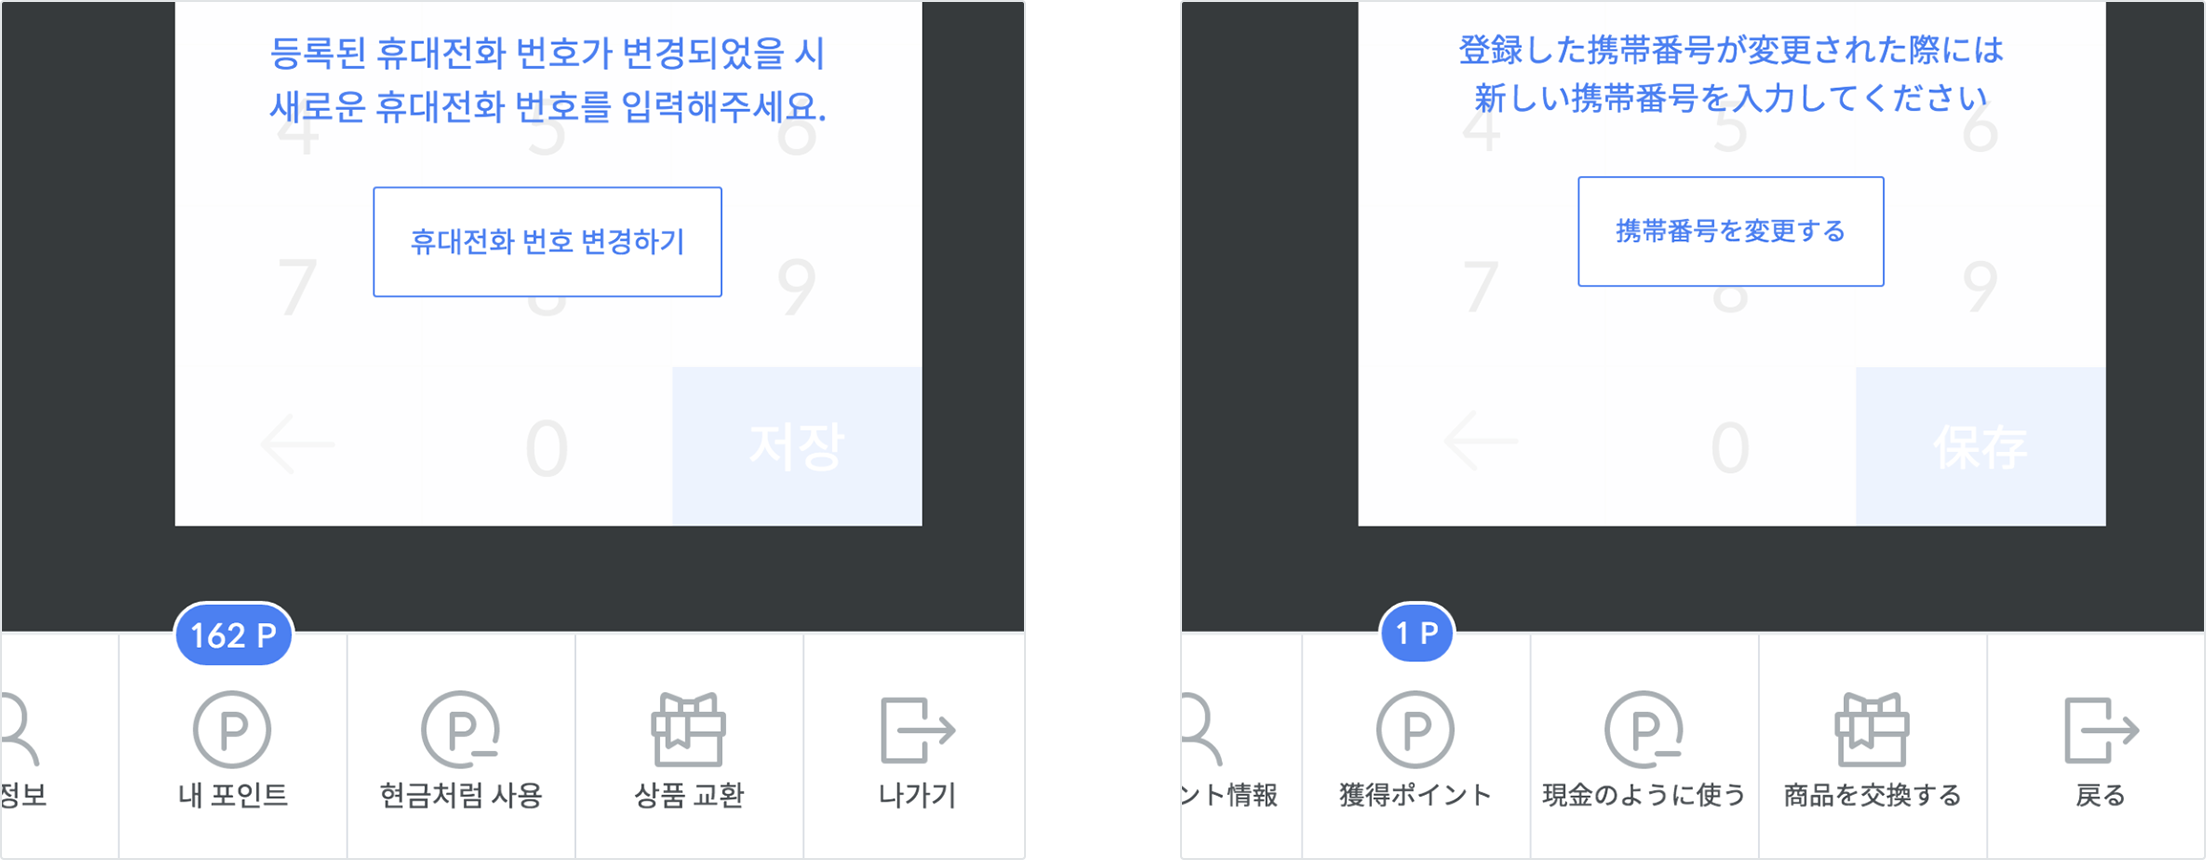 등록된 휴대전화 번호가 변경되었을 시
새로운 휴대전화 번호를 입력해주세요.
4 5 6
휴대전화 번호 변경하기
7 8 9
0 저장
162 P
정보
내 포인트
현금처럼 사용
상품 교환
나가기
登録した携帯番号が変更された際には
新しい携帯番号を入力してください
4 5 6
携帯番号を変更する
7 8 9
0 保存
1 P
ント情報
獲得ポイント
現金のように使う
商品を交換する
戻る